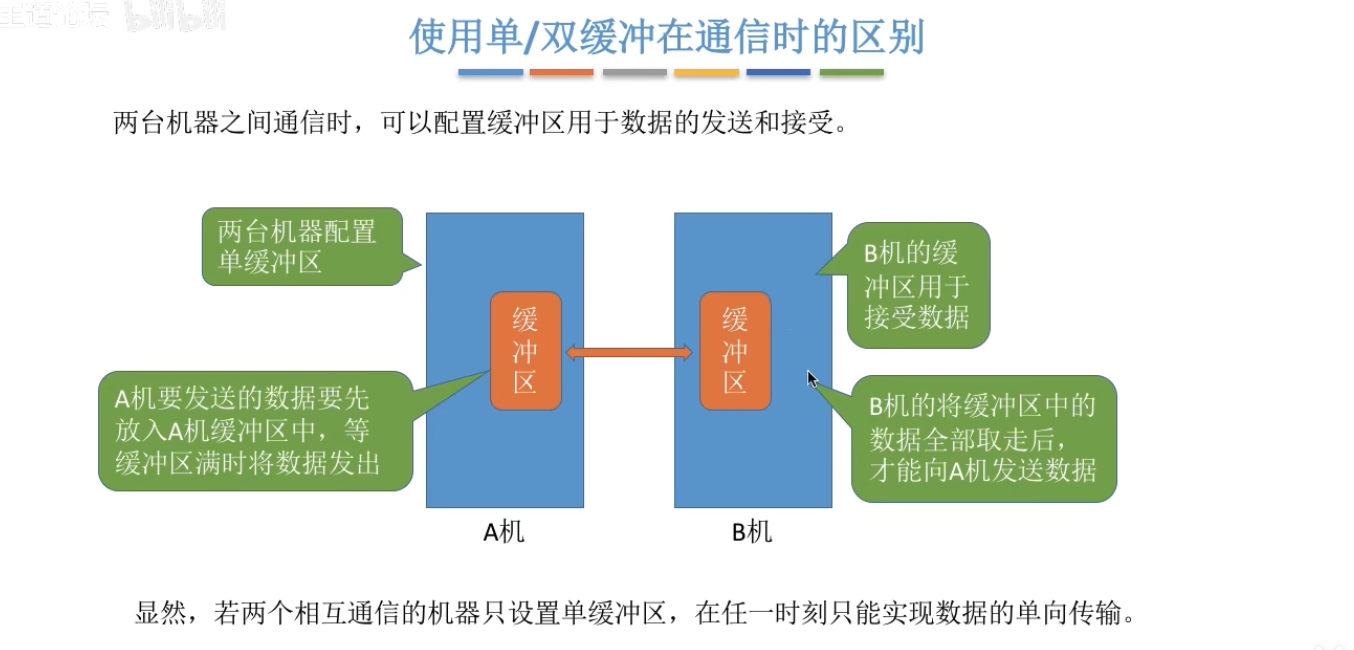 王道论坛 bilibili
使用单/双缓冲在通信时的区别
两台机器之间通信时，可以配置缓冲区用于数据的发送和接受。
两台机器配置
单缓冲区
B机的缓
冲区用于
接受数据
缓
冲
区
缓
冲
区
A机要发送的数据要先
放入A机缓冲区中，等
缓冲区满时将数据发出
B机的将缓冲区中的
数据全部取走后，
才能向A机发送数据
A机
B机
显然，若两个相互通信的机器只设置单缓冲区，在任一时刻只能实现数据的单向传输。